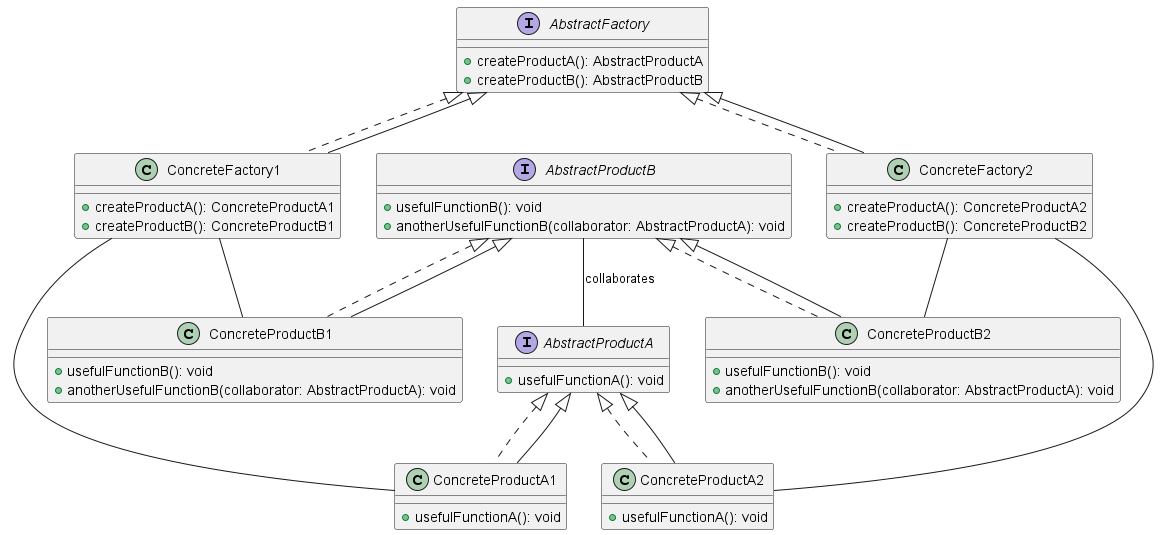 I AbstractFactory
createProductA(): AbstractProductA
createProductB(): AbstractProductB
C ConcreteFactory1
createProductA(): ConcreteProductA1
createProductB(): ConcreteProductB1
I AbstractProductB
usefulFunctionB(): void
anotherUsefulFunctionB(collaborator: AbstractProductA): void
C ConcreteFactory2
createProductA(): ConcreteProductA2
createProductB(): ConcreteProductB2
collaborates
C ConcreteProductB1
usefulFunctionB(): void
anotherUsefulFunctionB(collaborator: AbstractProductA): void
I AbstractProductA
usefulFunctionA(): void
C ConcreteProductB2
usefulFunctionB(): void
anotherUsefulFunctionB(collaborator: AbstractProductA): void
C ConcreteProductA1
usefulFunctionA(): void
C ConcreteProductA2
usefulFunctionA(): void